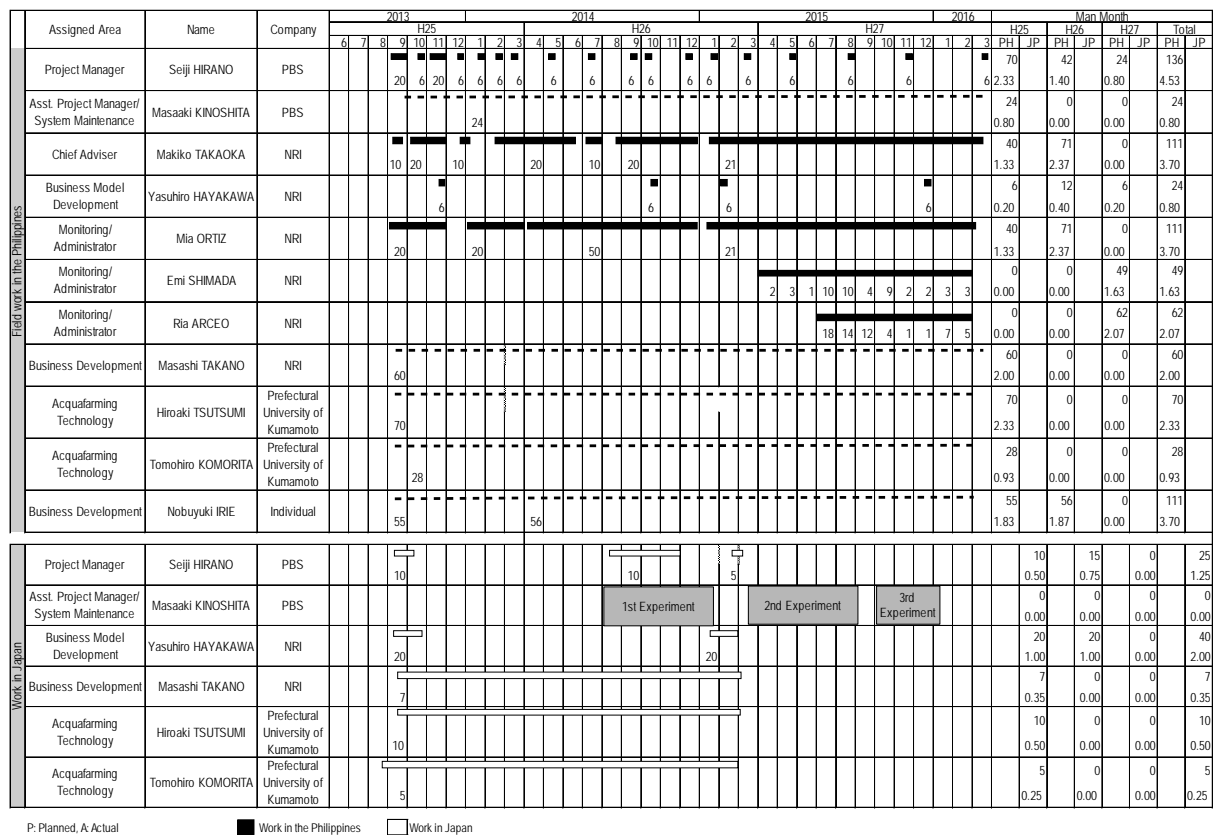 2013 2014 2015 2016 Man Month
Assigned Area Name Company H25 H26 H27 H25 H26 H27 Total
6 7 8 9 10 11 12 1 2 3 4 5 6 7 8 9 10 11 12 1 2 3 4 5 6 7 8 9 10 11 12 1 2 3 PH JP PH JP PH JP PH JP
Field work in the Philippines
70 42 24 136
Project Manager Seiji HIRANO PBS
20 6 20 6 6 6 6 6 6 6 6 6 6 6 6 6 6 6 2.33 1.40 0.80 4.53
24 0 0 24
Asst. Project Manager/
System Maintenance Masaaki KINOSHITA PBS
24 0.80 0.00 0.00 0.80
40 71 0 111
Chief Adviser Makiko TAKAOKA NRI
10 20 10 20 10 20 21 1.33 2.37 0.00 3.70
6 12 6 24
Business Model
Development Yasuhiro HAYAKAWA NRI
6 6 6 6 0.20 0.40 0.20 0.80
40 71 0 111
Monitoring/
Administrator Mia ORTIZ NRI
20 20 50 21 1.33 2.37 0.00 3.70
0 0 49 49
Monitoring/
Administrator Emi SHIMADA NRI
2 3 1 10 10 4 9 2 2 3 3 0.00 0.00 1.63 1.63
0 0 62 62
Monitoring/
Administrator Ria ARCEO NRI
18 14 12 4 1 1 7 5 0.00 0.00 2.07 2.07
60 0 0 60
Business Development Masashi TAKANO NRI
60 2.00 0.00 0.00 2.00
70 0 0 70
Acquafarming
Technology Hiroaki TSUTSUMI Prefectural
University of
Kumamoto
70 2.33 0.00 0.00 2.33
28 0 0 28
Acquafarming
Technology Tomohiro KOMORITA Prefectural
University of
Kumamoto
28 0.93 0.00 0.00 0.93
55 56 0 111
Business Development Nobuyuki IRIE Individual
55 56 1.83 1.87 0.00 3.70
Work in Japan
10 15 0 25
Project Manager Seiji HIRANO PBS
10 10 5 0.50 0.75 0.00 1.25
0 0 0 0
Asst. Project Manager/
System Maintenance Masaaki KINOSHITA PBS
1st Experiment 2nd Experiment 3rd
Experiment
0.00 0.00 0.00 0.00
20 20 0 40
Business Model
Development Yasuhiro HAYAKAWA NRI
20 20 1.00 1.00 0.00 2.00
7 0 0 7
Business Development Masashi TAKANO NRI
7 0.35 0.00 0.00 0.35
10 0 0 10
Acquafarming
Technology Hiroaki TSUTSUMI Prefectural
University of
Kumamoto
10 0.50 0.00 0.00 0.50
5 0 0 5
Acquafarming
Technology Tomohiro KOMORITA Prefectural
University of
Kumamoto
5 0.25 0.00 0.00 0.25
P: Planned, A: Actual Work in the Philippines Work in Japan